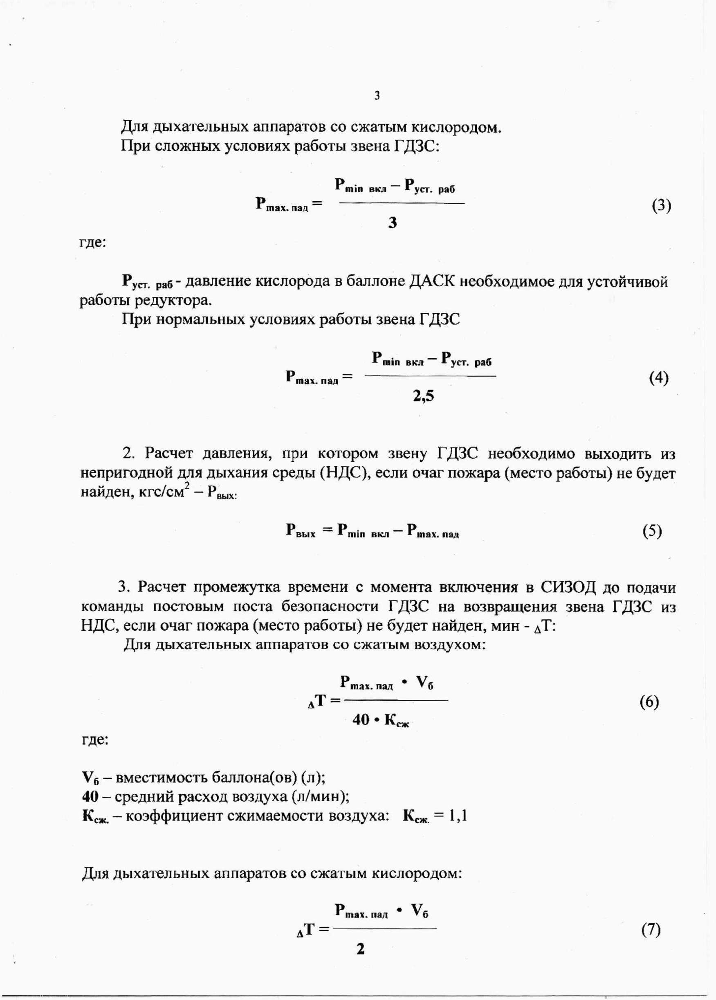 3
Для дыхательных аппаратов со сжатым кислородом.
При сложных условиях работы звена ГДЗС:
Pmin вкл – Pуст. раб
Pmax. пад =
(3)
3
где:
Pуст. раб - давление кислорода в баллоне ДАСК необходимое для устойчивой
работы редуктора.
При нормальных условиях работы звена ГДЗС
Pmin вкл – Pуст. раб
Pmax. пад =
(4)
2,5
2. Расчет давления, при котором звену ГДЗС необходимо выходить из
непригодной для дыхания среды (НДС), если очаг пожара (место работы) не будет
найден, кгс/см² – Pвых:
Pвых = Pmin вкл – Pmax. пад (5)
3. Расчет промежутка времени с момента включения в СИЗОД до подачи
команды постовым поста безопасности ГДЗС на возвращения звена ГДЗС из
НДС, если очаг пожара (место работы) не будет найден, мин - ΔT:
Для дыхательных аппаратов со сжатым воздухом:
Pmax. пад • Vб
ΔT =
(6)
40 • Kсж
где:
Vб – вместимость баллона(ов) (л);
40 – средний расход воздуха (л/мин);
Kсж. – коэффициент сжимаемости воздуха: Kсж. = 1,1
Для дыхательных аппаратов со сжатым кислородом:
Pmax. пад • Vб
ΔT =
(7)
2